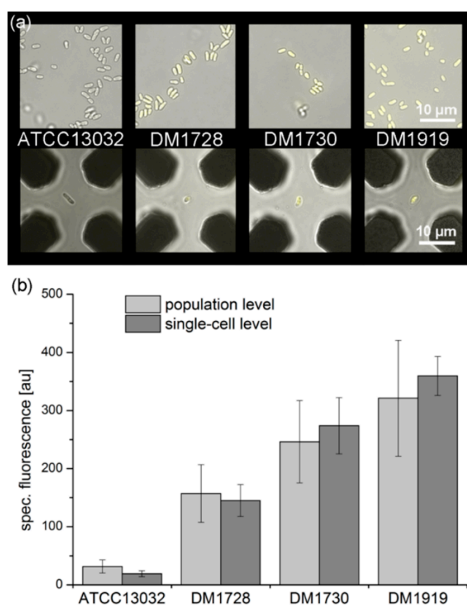 (a)
10 µm
ATCC13032 DM1728 DM1730 DM1919
10 µm
(b)
500
population level
single-cell level
400
300
200
100
0
spec. fluorescence [au]
ATCC13032 DM1728 DM1730 DM1919